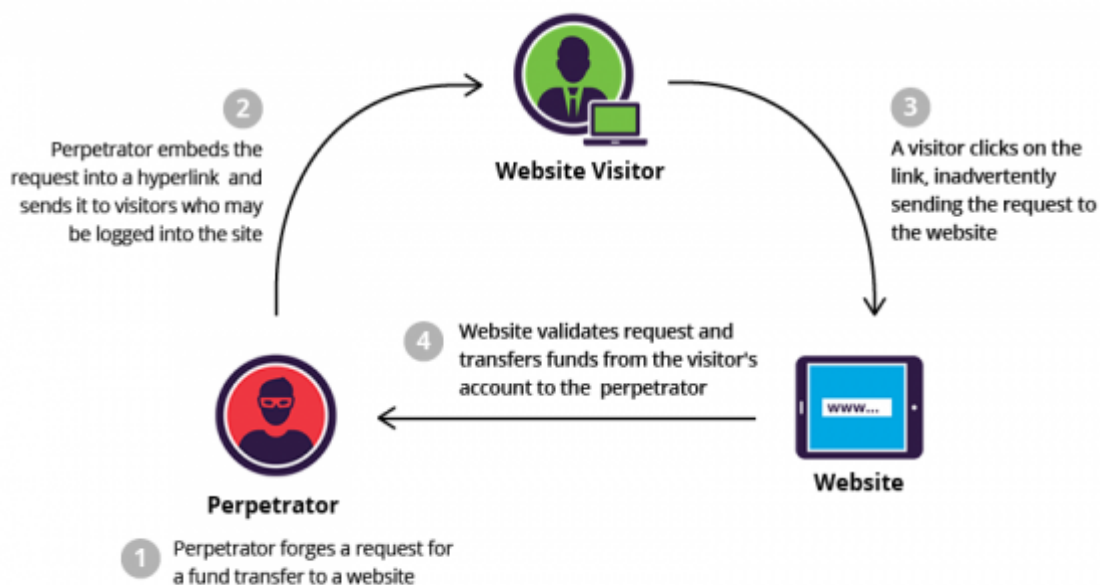 Website Visitor
2
Perpetrator embeds the
request into a hyperlink and
sends it to visitors who may
be logged into the site
3
A visitor clicks on the
link, inadvertently
sending the request to
the website
4
Website validates request and
transfers funds from the visitor's
account to the perpetrator
www...
Website
Perpetrator
1
Perpetrator forges a request for
a fund transfer to a website